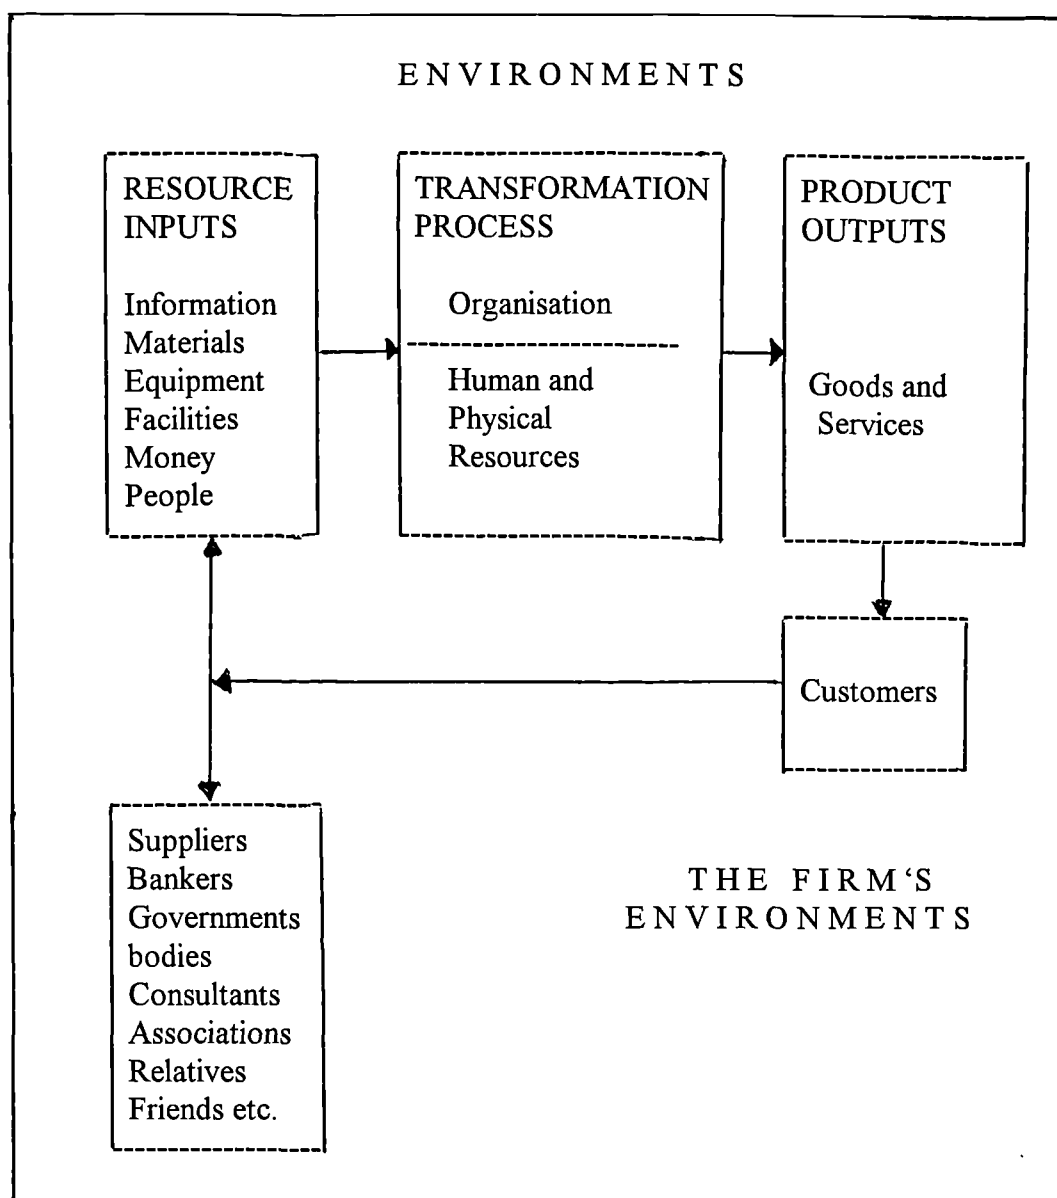 ENVIRONMENTS
RESOURCE
INPUTS
Information
Materials
Equipment
Facilities
Money
People
TRANSFORMATION
PROCESS
Organisation
Human and
Physical
Resources
PRODUCT
OUTPUTS
Goods and
Services
Customers
Suppliers
Bankers
Governments
bodies
Consultants
Associations
Relatives
Friends etc.
THE FIRM‘S
ENVIRONMENTS